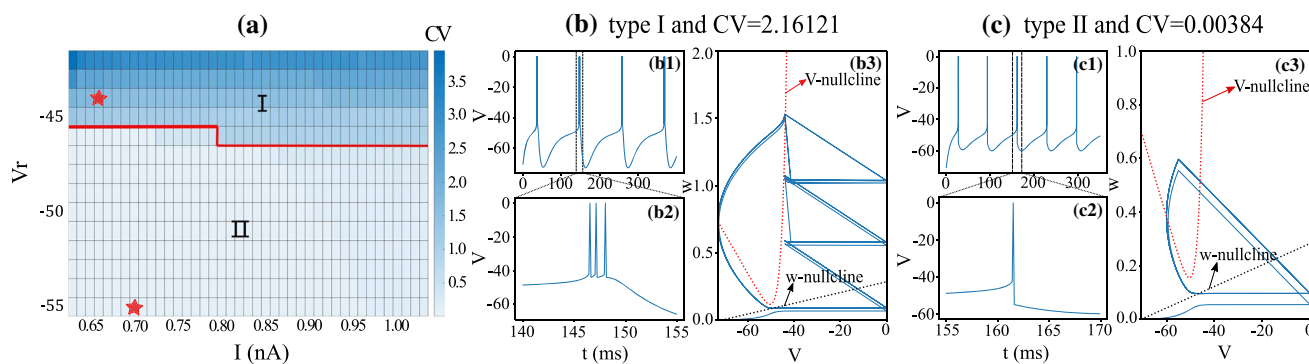 (a)
CV
3.5
3.0
2.5
2.0
1.5
1.0
0.5
Vr
-45
-50
-55
I
II
0.65 0.70 0.75 0.80 0.85 0.90 0.95 1.00
I (nA)
(b) type I and CV=2.16121
(b1)
V
0
-20
-40
-60
0 200 400
(b2)
V
0
-20
-40
-60
140 145 150 155
t (ms)
(b3)
2.0
1.5
1.0
0.5
0.0
V-nullcline
w-nullcline
-40 -20 0
V
(c) type II and CV=0.00384
(c1)
V
0
-20
-40
-60
0 100 200 300
(c2)
V
0
-20
-40
-60
155 160 165 170
t (ms)
(c3)
w
1.0
0.8
0.6
0.4
0.2
0.0
V-nullcline
w-nullcline
-60 -40 -20 0
V